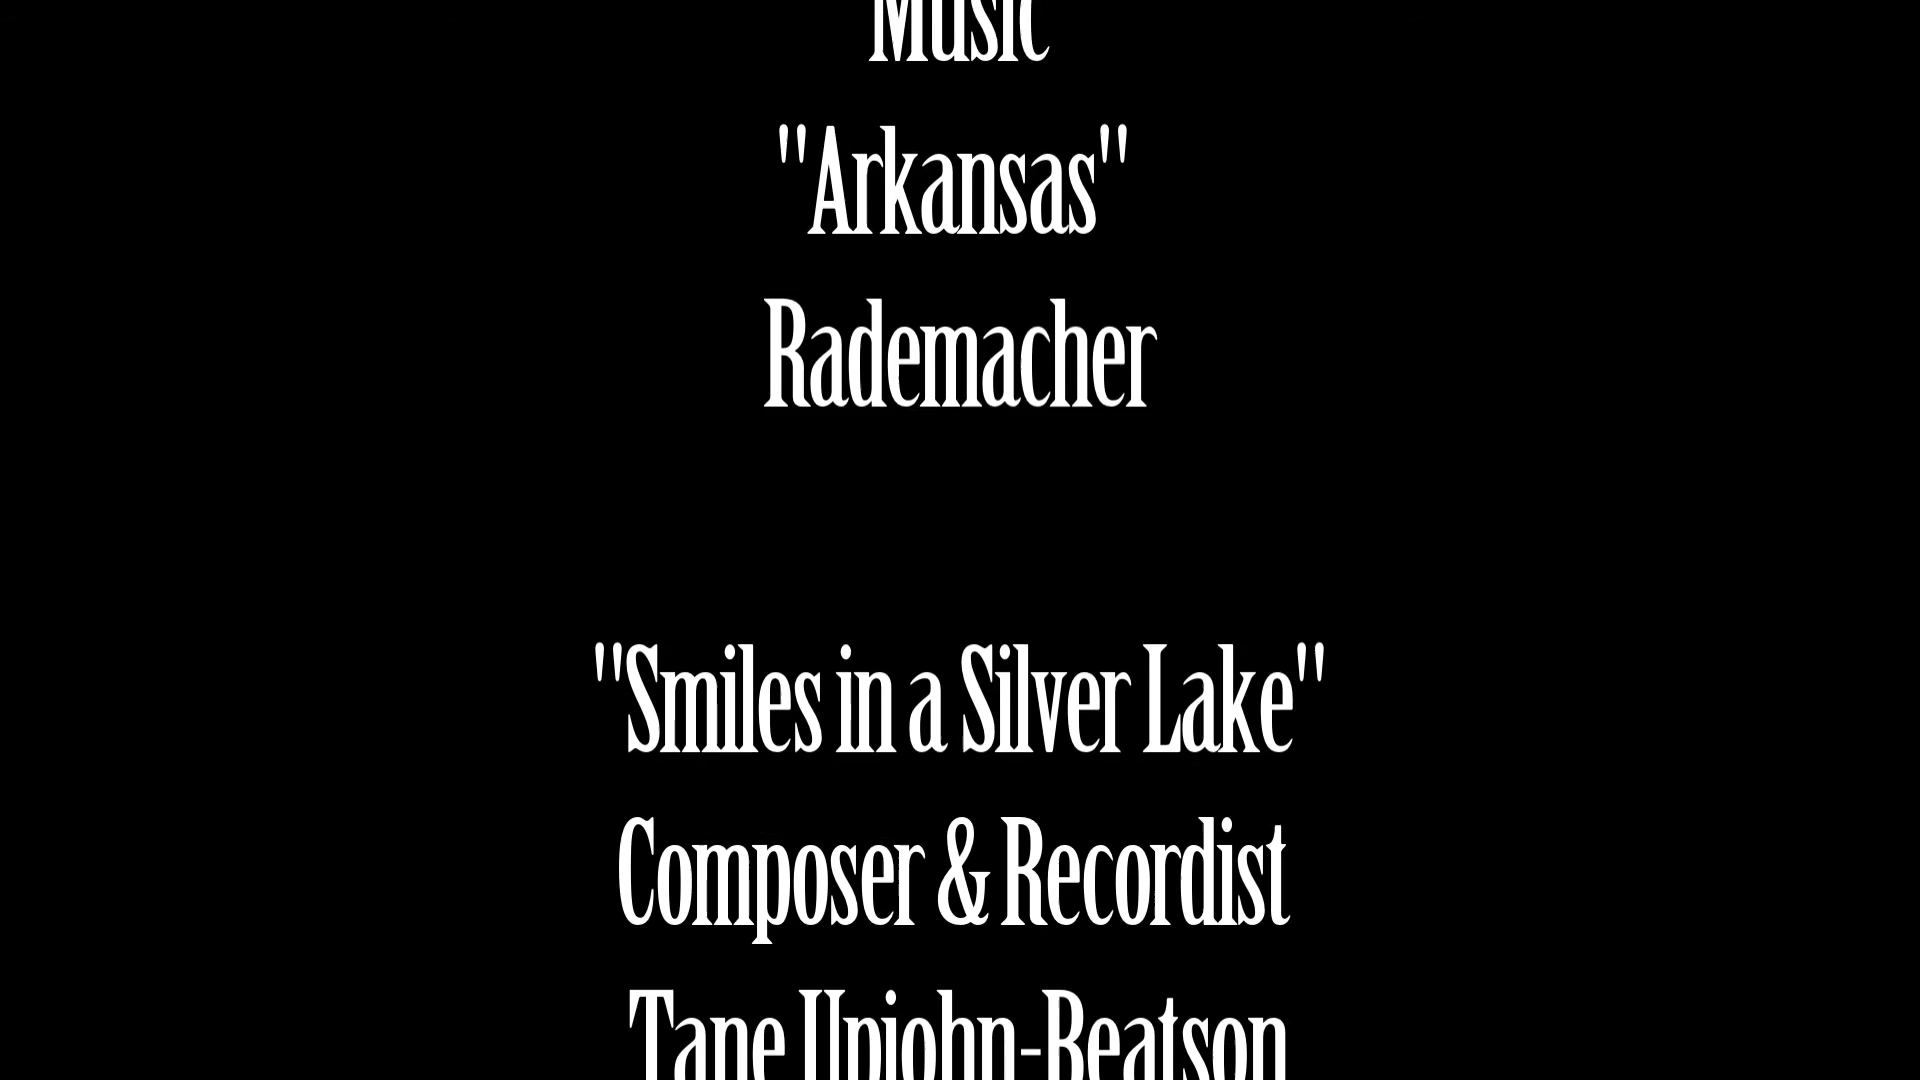 Music
"Arkansas"
Rademacher
"Smiles in a Silver Lake"
Composer & Recordist
Tane Upjohn-Beatson